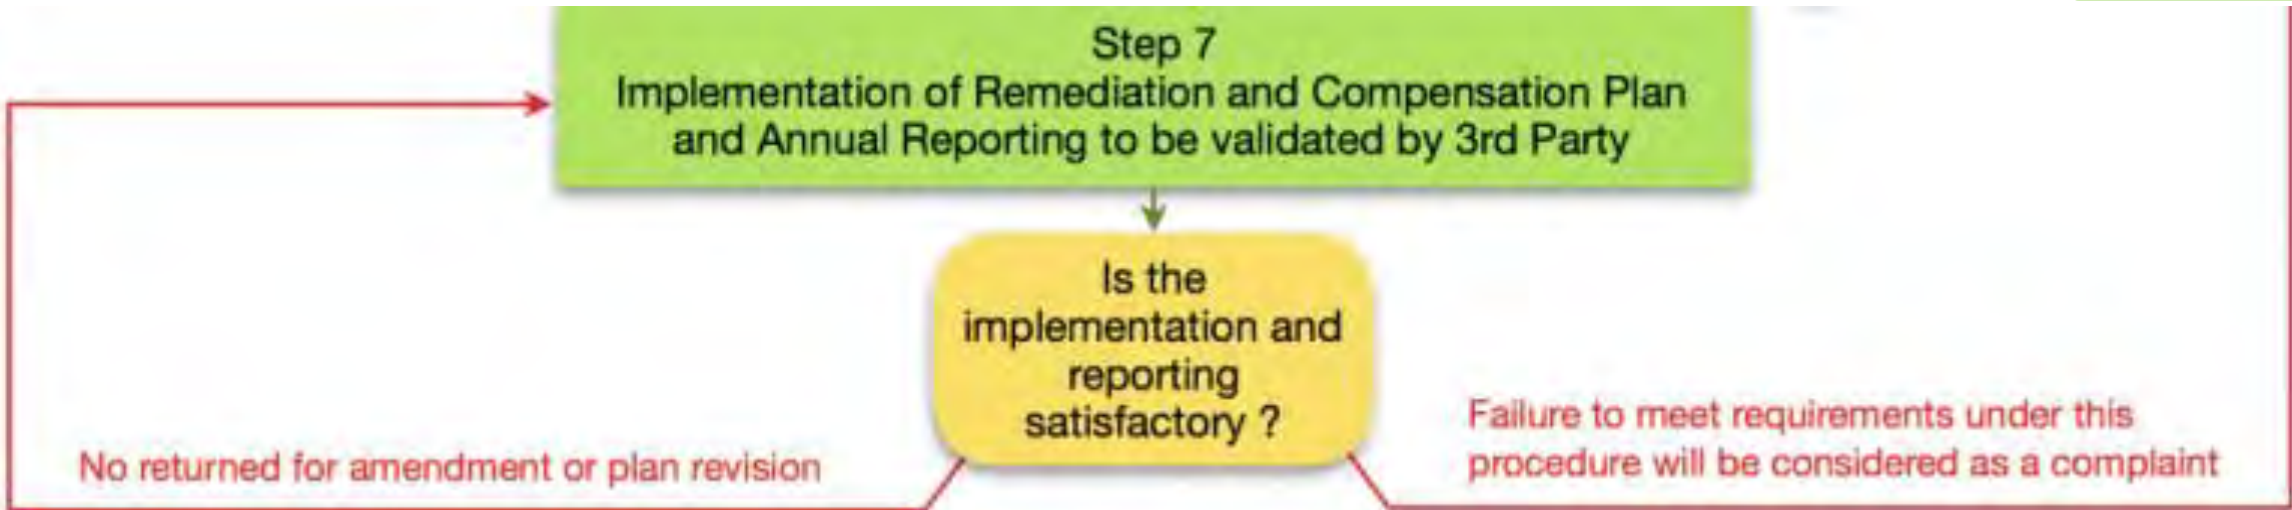 Step 7
Implementation of Remediation and Compensation Plan
and Annual Reporting to be validated by 3rd Party
Is the
implementation and
reporting
satisfactory ?
No returned for amendment or plan revision
Failure to meet requirements under this
procedure will be considered as a complaint